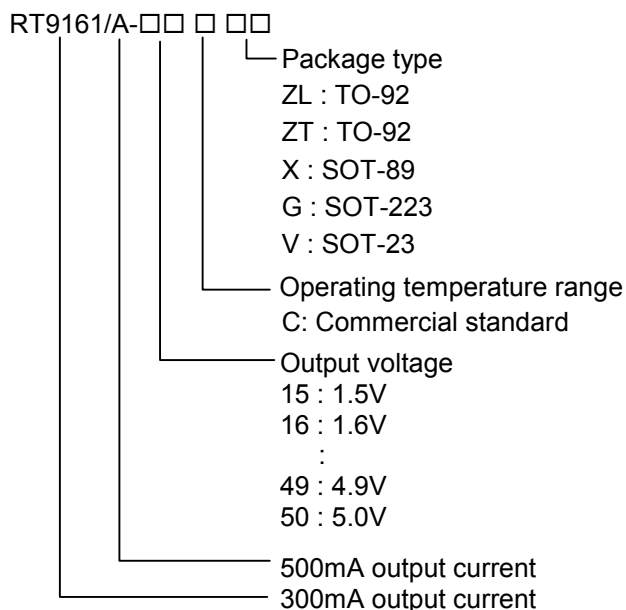 RT9161/A-□□ □ □□
Package type
ZL : TO-92
ZT : TO-92
X : SOT-89
G : SOT-223
V : SOT-23
Operating temperature range
C: Commercial standard
Output voltage
15 : 1.5V
16 : 1.6V
:
49 : 4.9V
50 : 5.0V
500mA output current
300mA output current